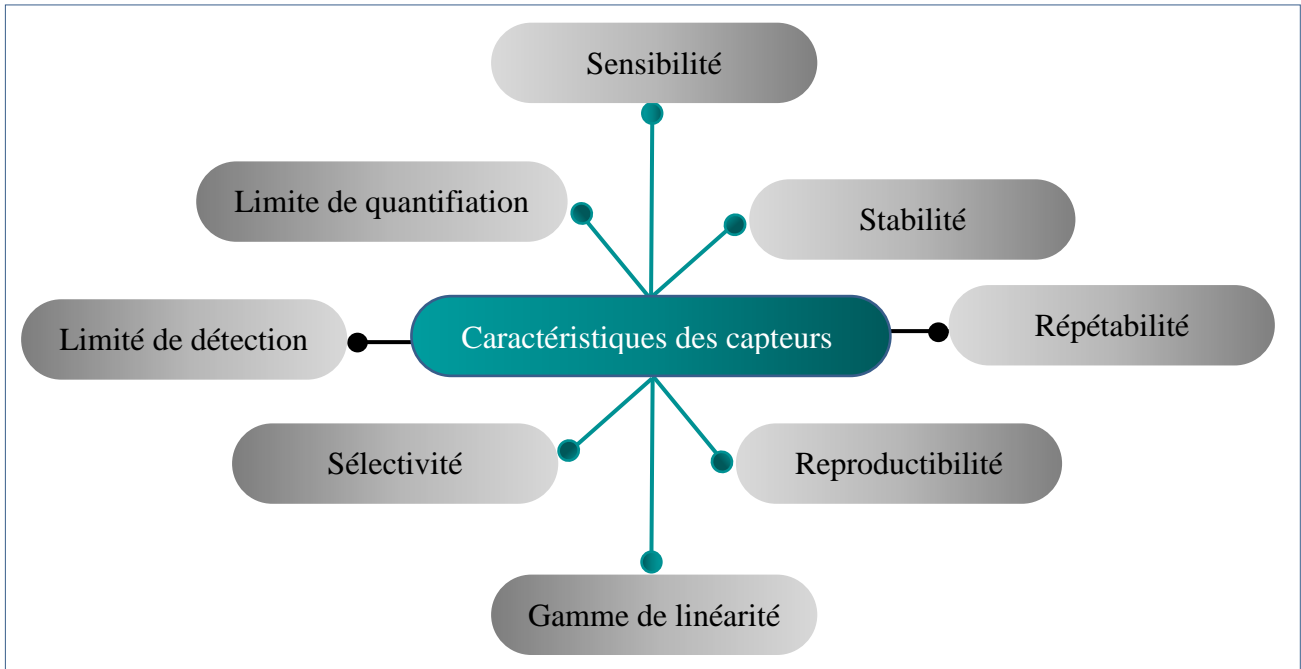 Sensibilité
Limite de quantifiation
Stabilité
Limité de détection
Caractéristiques des capteurs
Répétabilité
Sélectivité
Reproductibilité
Gamme de linéarité